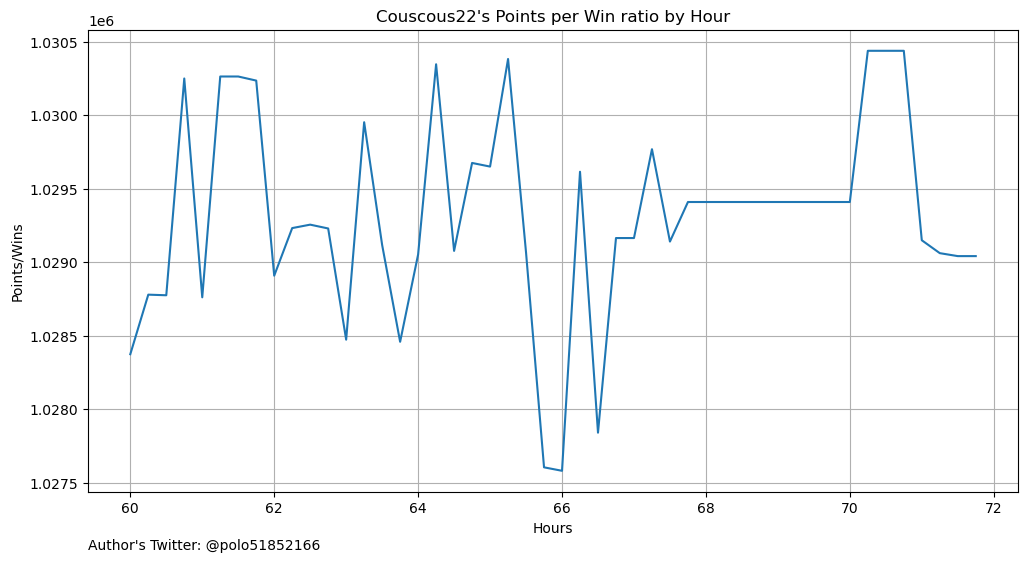 Couscous22's Points per Win ratio by Hour
1e6
1.0305
1.0300
1.0295
1.0290
1.0285
1.0280
1.0275
Points/Wins
60 62 64 66 68 70 72
Hours
Author's Twitter: @polo51852166